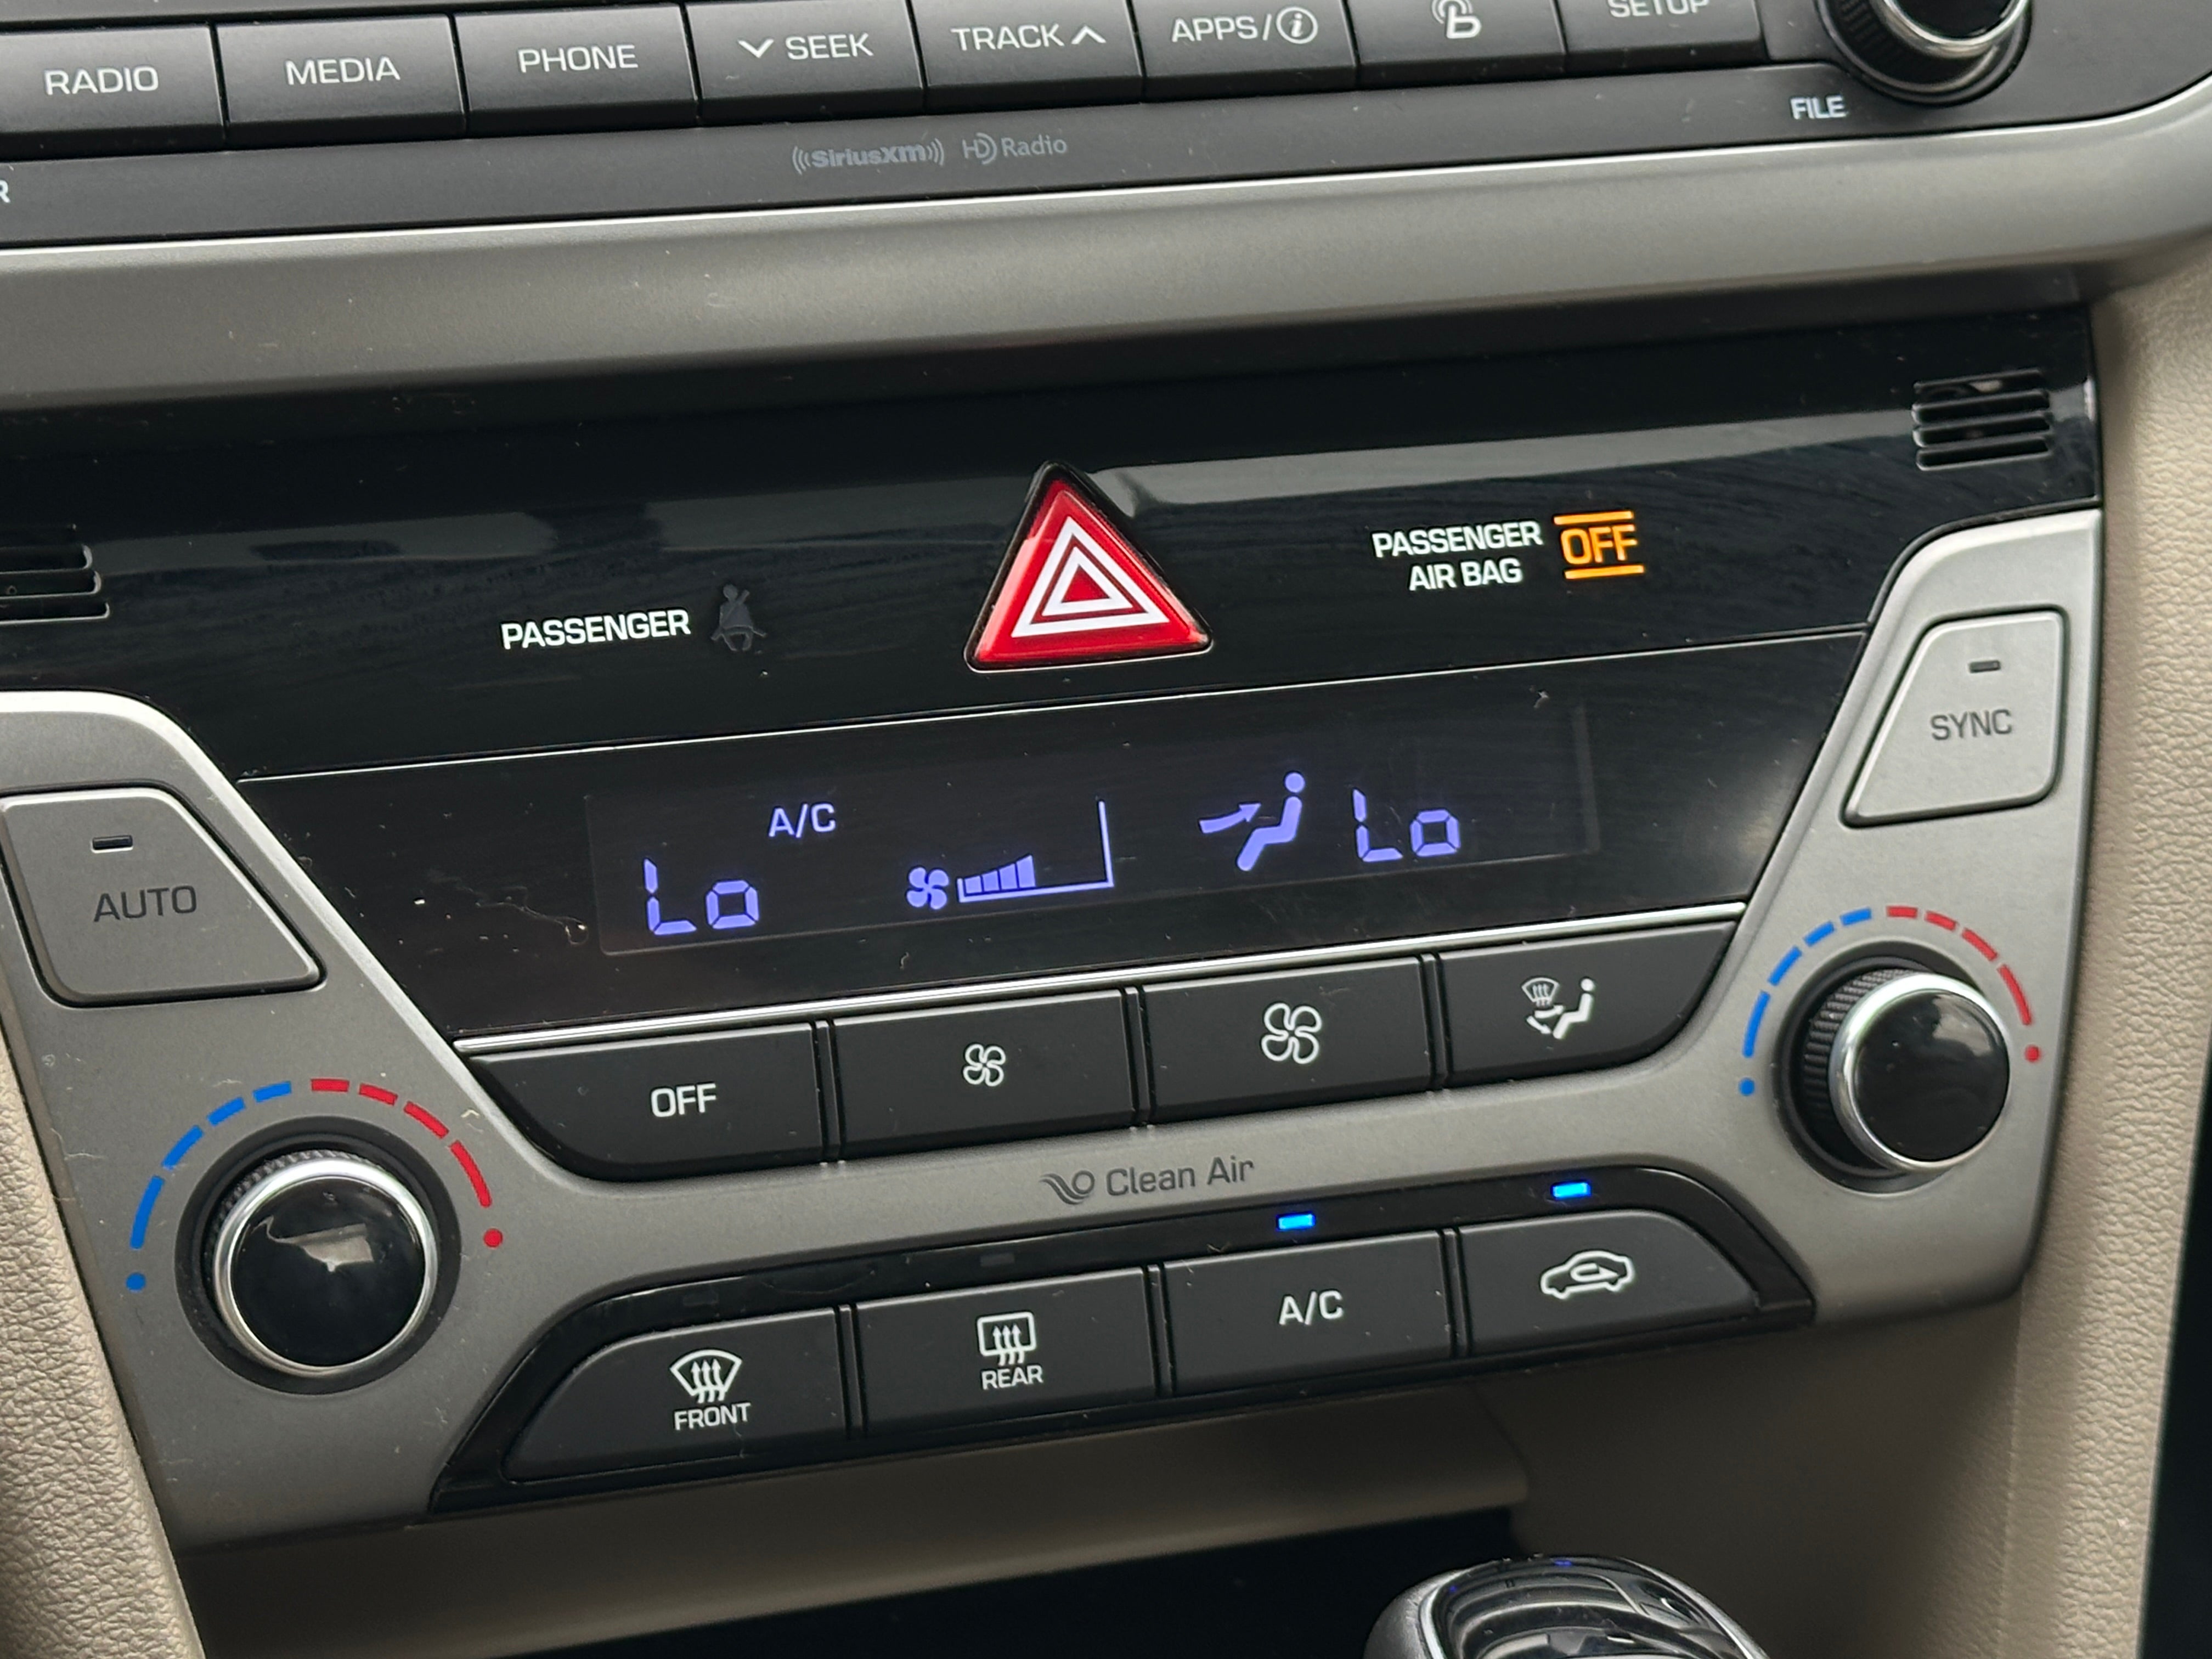 RADIO
MEDIA
PHONE
SEEK
TRACK
APPS/i
SETUP
FILE
R
((SiriusXM)) HD Radio
PASSENGER
AIR BAG
OFF
PASSENGER
SYNC
A/C
Lo
Lo
AUTO
OFF
Clean Air
A/C
REAR
FRONT